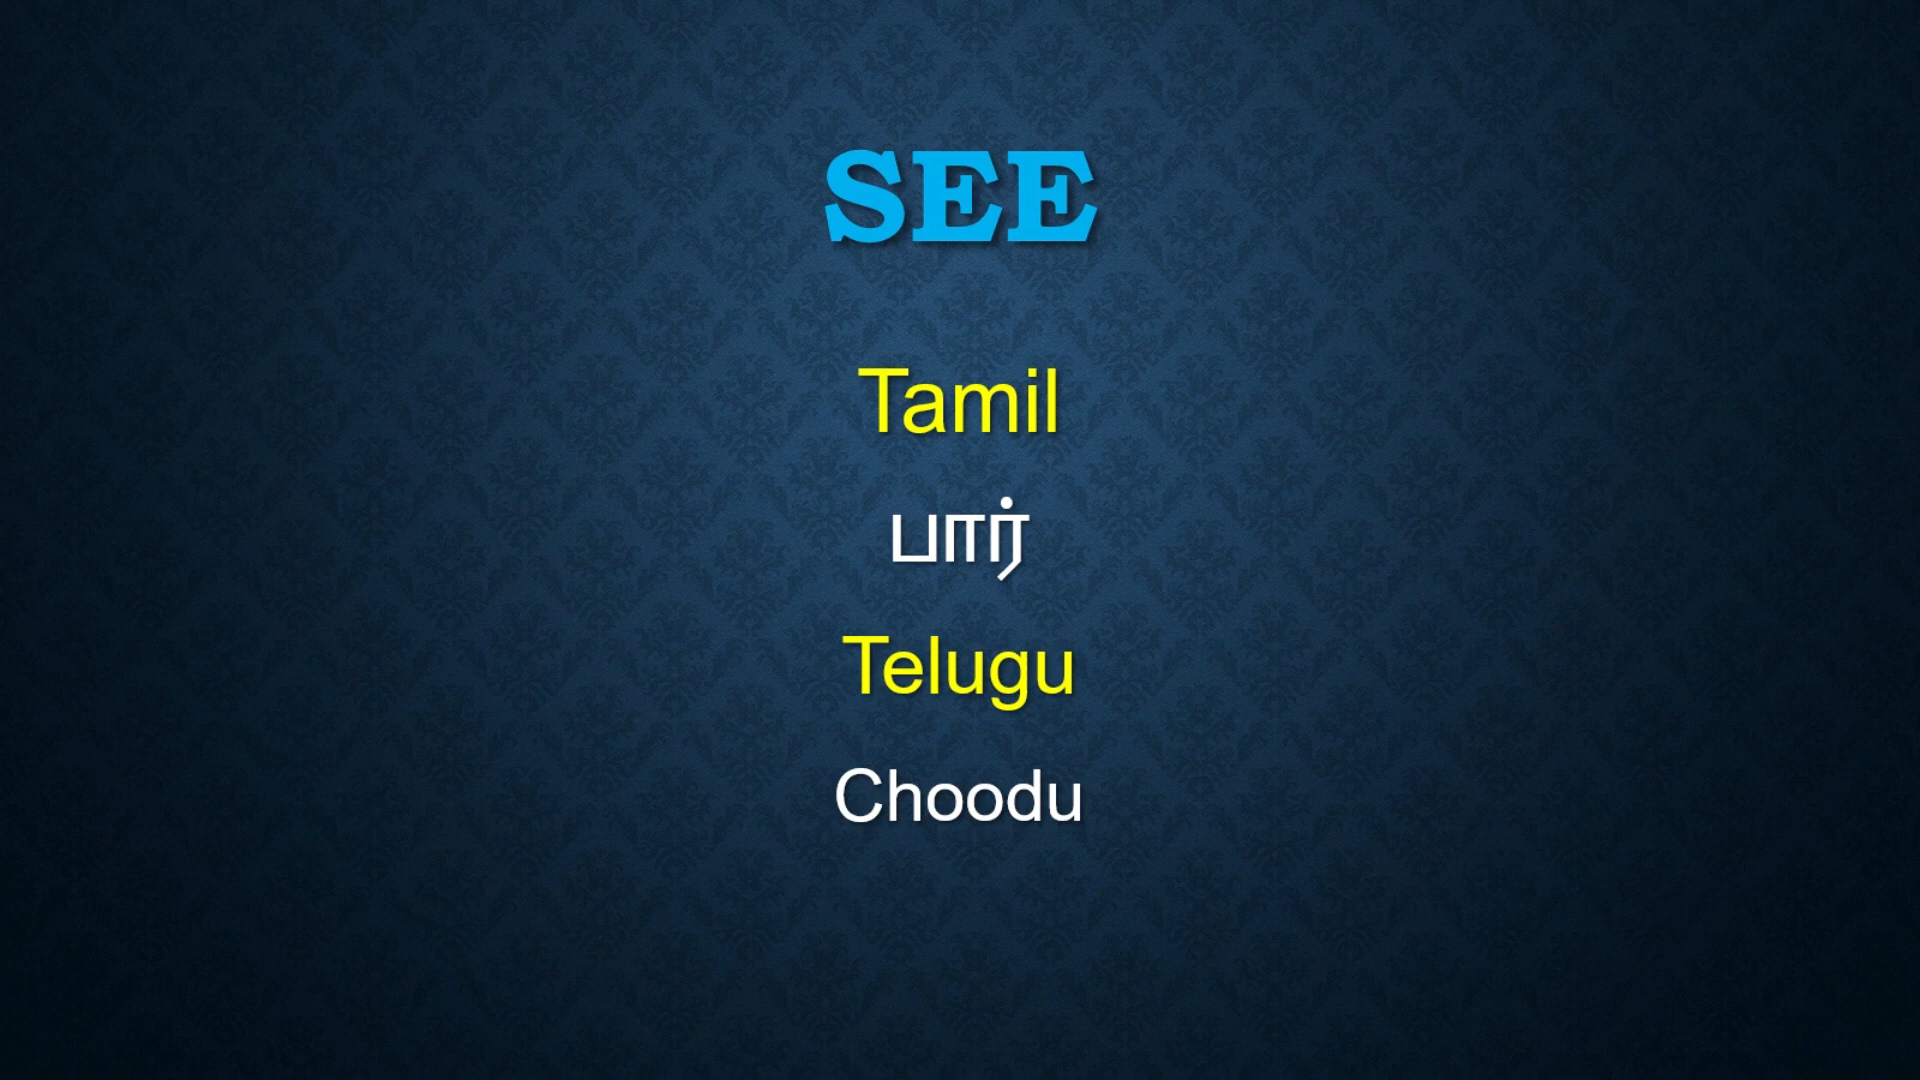 SEE
Tamil
பார்
Telugu
Choodu